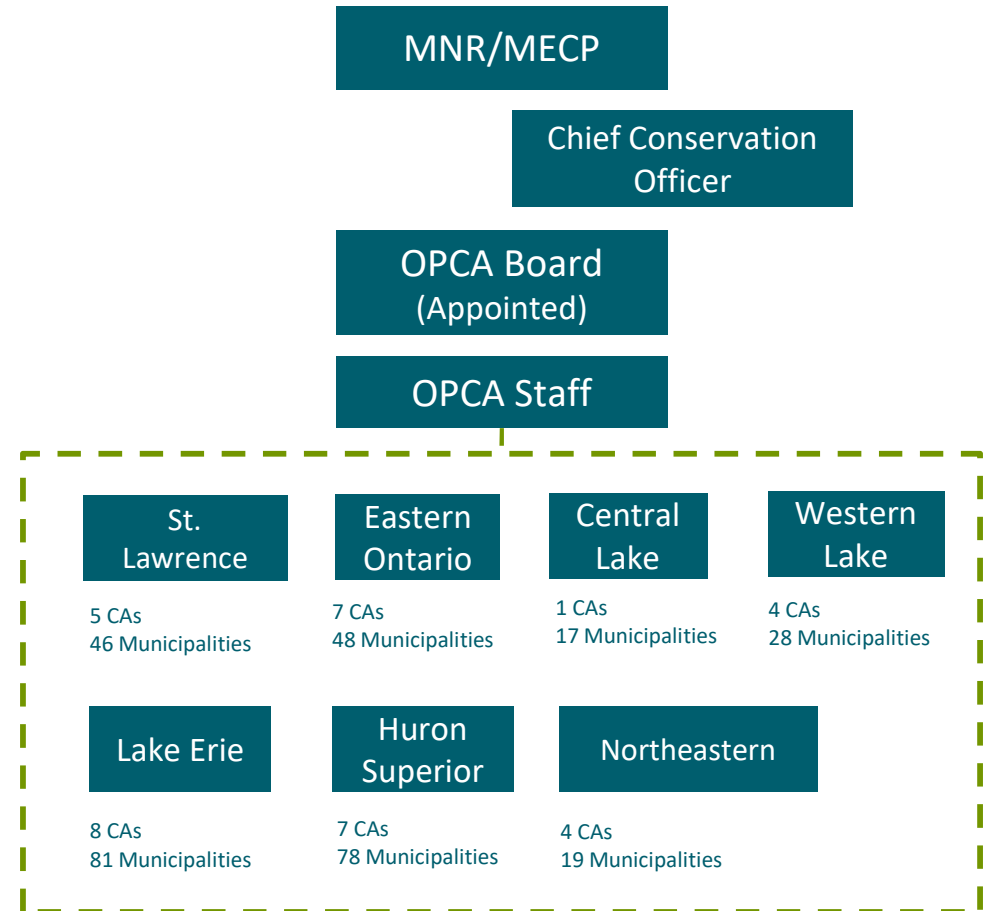 MNR/MECP
Chief Conservation
Officer
OPCA Board
(Appointed)
OPCA Staff
St.
Lawrence
5 CAs
46 Municipalities
Eastern
Ontario
7 CAs
48 Municipalities
Central
Lake
1 CAs
17 Municipalities
Western
Lake
4 CAs
28 Municipalities
Lake Erie
8 CAs
81 Municipalities
Huron
Superior
7 CAs
78 Municipalities
Northeastern
4 CAs
19 Municipalities